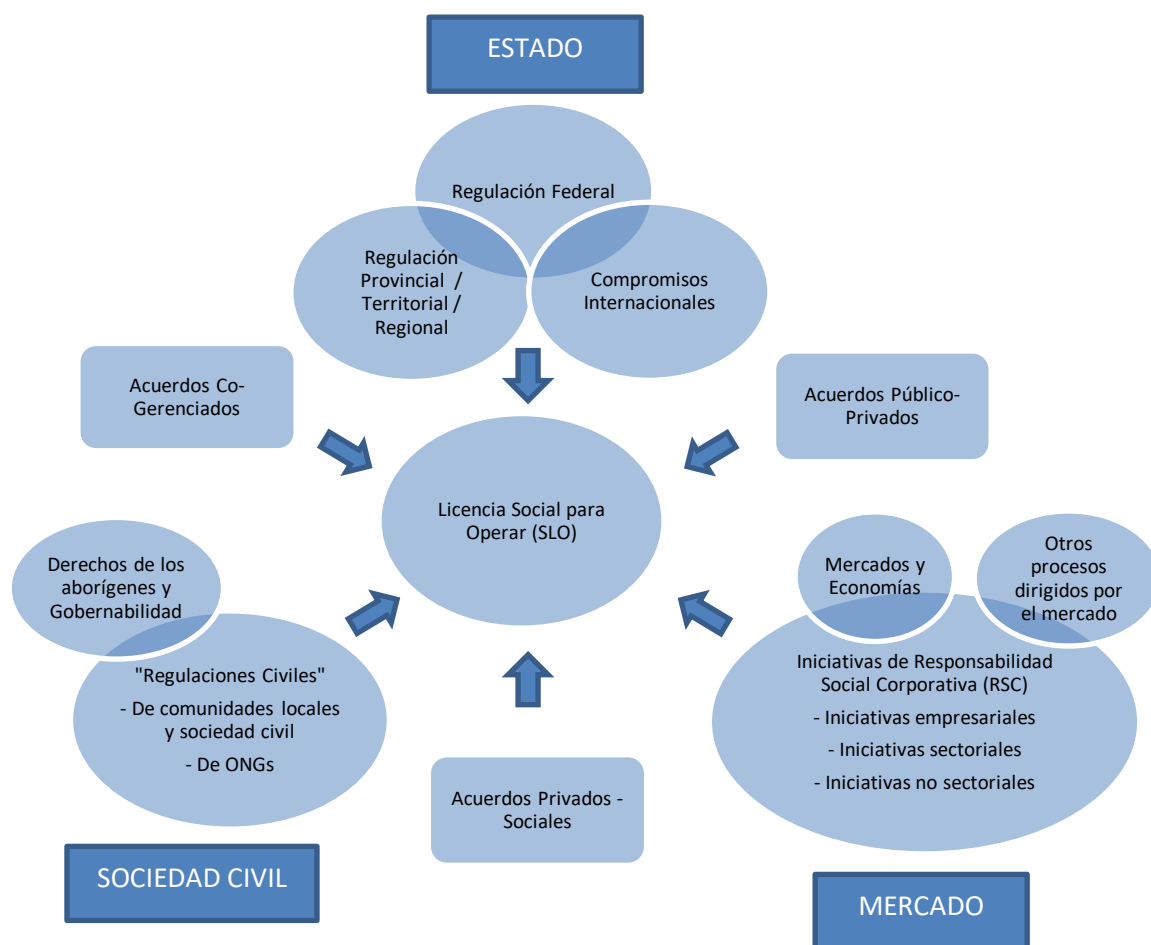 ESTADO
Regulación Federal
Regulación
Provincial /
Territorial /
Regional
Compromisos
Internacionales
Acuerdos Co-
Gerenciados
Acuerdos Público-
Privados
Licencia Social para
Operar (SLO)
Derechos de los
aborígenes y
Gobernabilidad
"Regulaciones Civiles"
- De comunidades locales
y sociedad civil
- De ONGs
Mercados y
Economías
Otros
procesos
dirigidos por
el mercado
Iniciativas de Responsabilidad
Social Corporativa (RSC)
- Iniciativas empresariales
- Iniciativas sectoriales
- Iniciativas no sectoriales
Acuerdos Privados -
Sociales
SOCIEDAD CIVIL
MERCADO